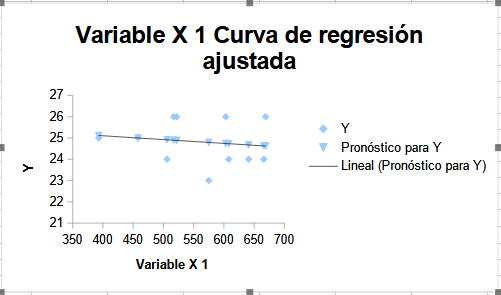 Variable X 1 Curva de regresión
ajustada
27
26
25
24
23
22
21
Y
350 400 450 500 550 600 650 700
Variable X 1
Y
Pronóstico para Y
Lineal (Pronóstico para Y)